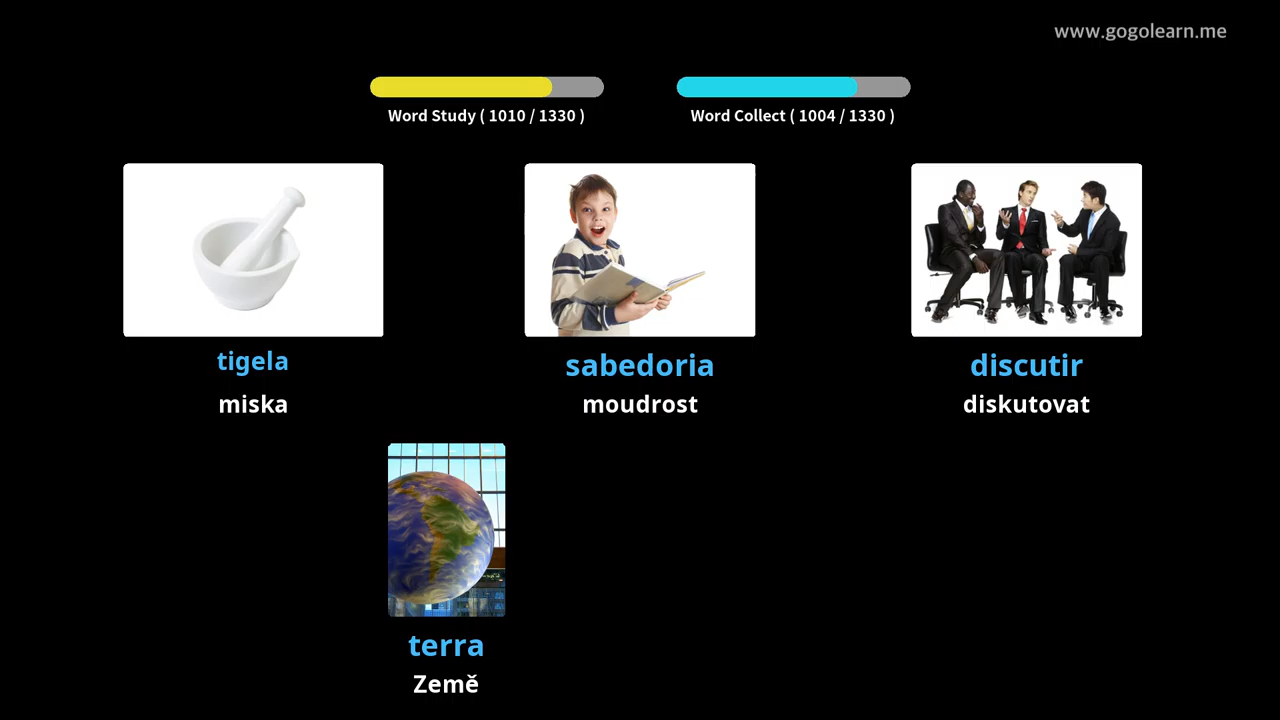 www.gogolearn.me
Word Study ( 1010 / 1330 )
Word Collect ( 1004 / 1330 )
tigela
sabedoria
discutir
miska
moudrost
diskutovat
terra
Země